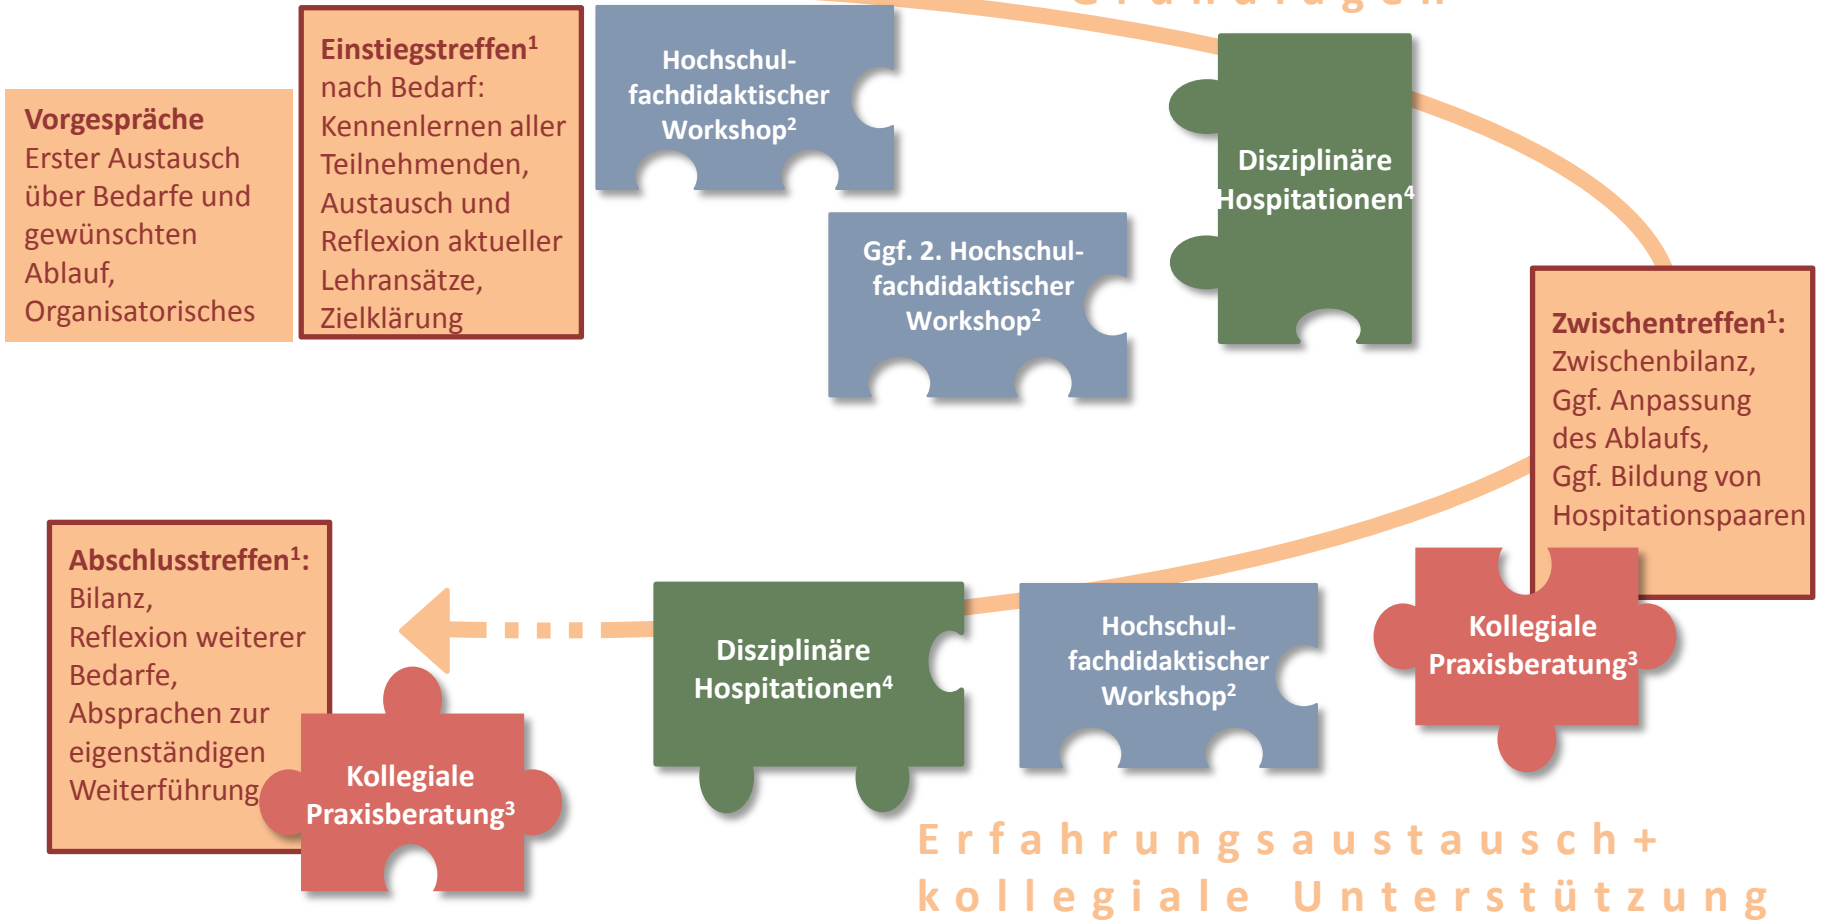 Vorgespräche
Erster Austausch
über Bedarfe und
gewünschten
Ablauf,
Organisatorisches
Einstiegstreffen¹
nach Bedarf:
Kennenlernen aller
Teilnehmenden,
Austausch und
Reflexion aktueller
Lehransätze,
Zielklärung
Hochschul-
fachdidaktischer
Workshop²
Ggf. 2. Hochschul-
fachdidaktischer
Workshop²
Disziplinäre
Hospitationen⁴
Zwischentreffen¹:
Zwischenbilanz,
Ggf. Anpassung
des Ablaufs,
Ggf. Bildung von
Hospitationspaaren
Kollegiale
Praxisberatung³
Hochschul-
fachdidaktischer
Workshop²
Disziplinäre
Hospitationen⁴
Abschlusstreffen¹:
Bilanz,
Reflexion weiterer
Bedarfe,
Absprachen zur
eigenständigen
Weiterführung
Kollegiale
Praxisberatung³
Erfahrungsaustausch+
kollegiale Unterstützung